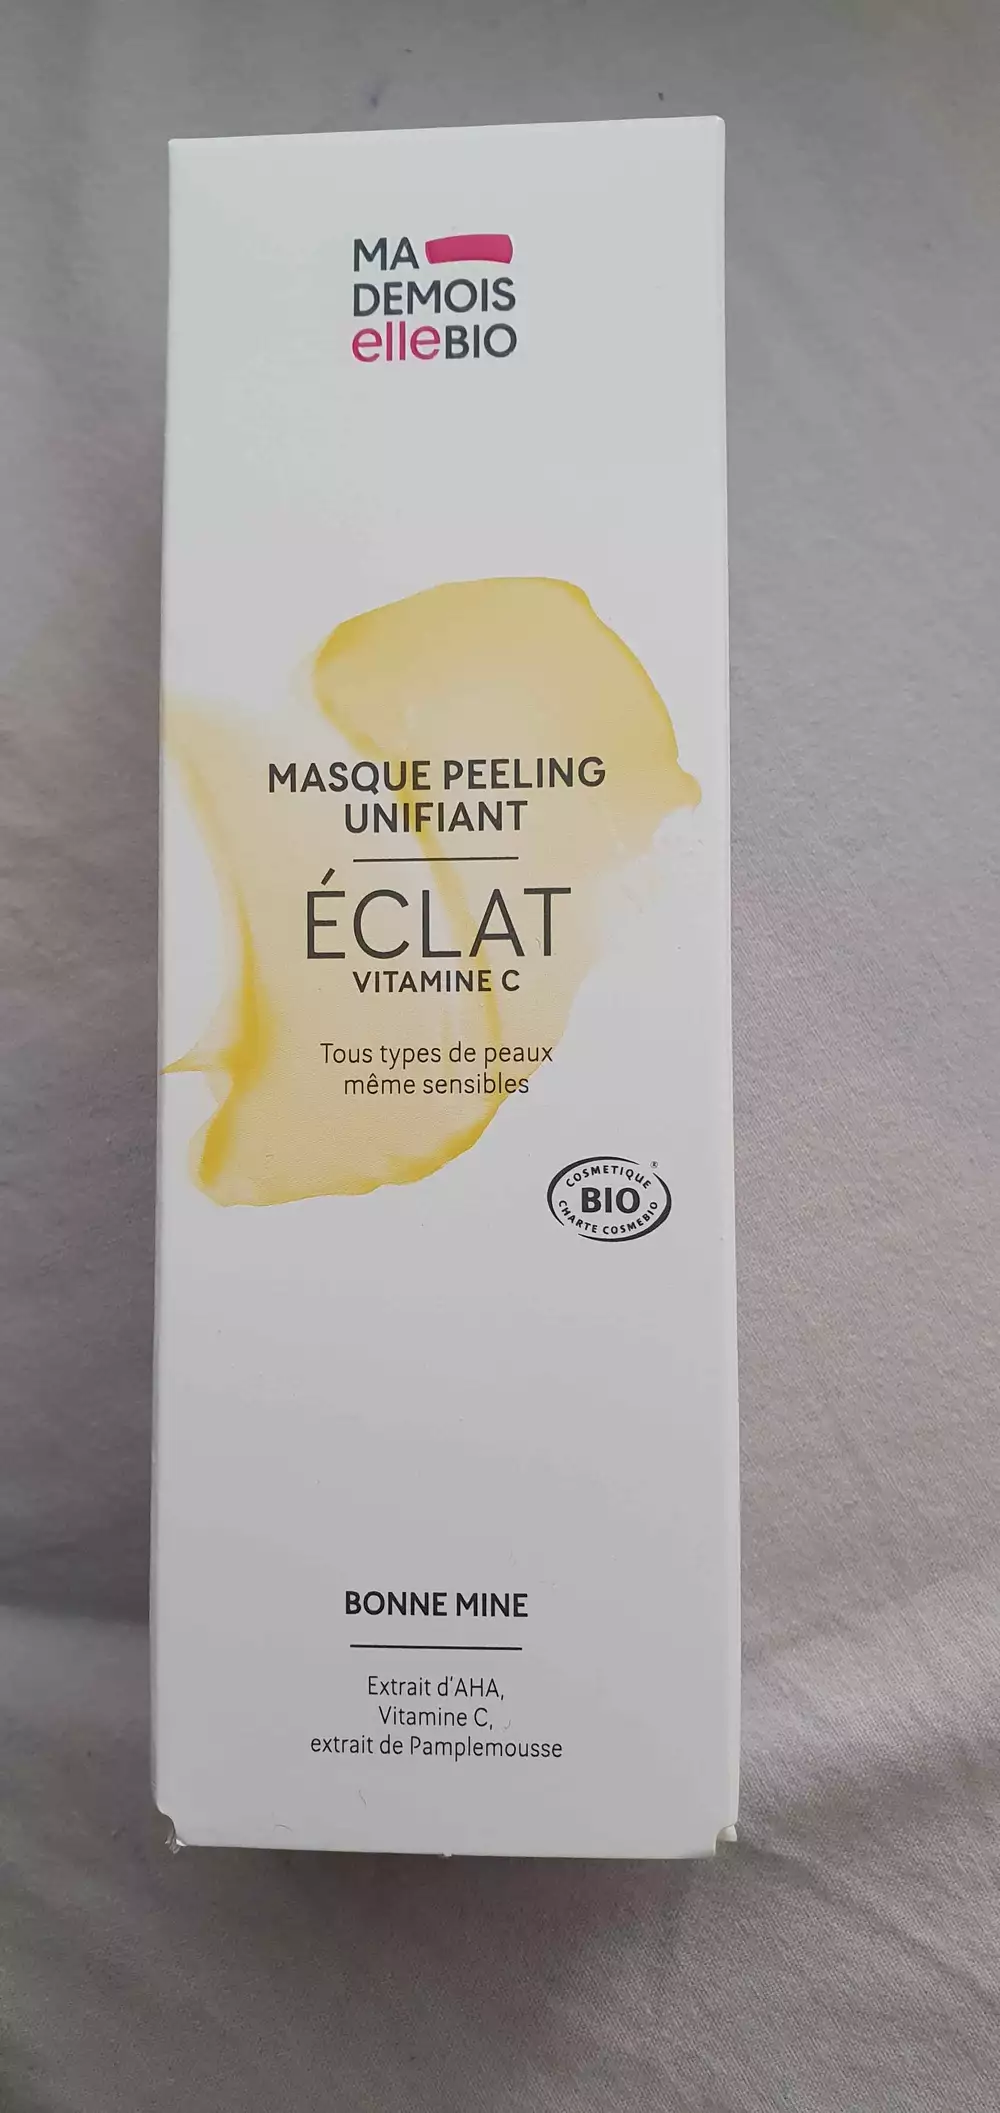 MA
DEMOIS
elleBIO
MASQUE PEELING
UNIFIANT
ÉCLAT
VITAMINE C
Tous types de peaux
même sensibles
COSMETIQUE ®
BIO
CHARTE COSMEBIO
BONNE MINE
Extrait d'AHA,
Vitamine C,
extrait de Pamplemousse